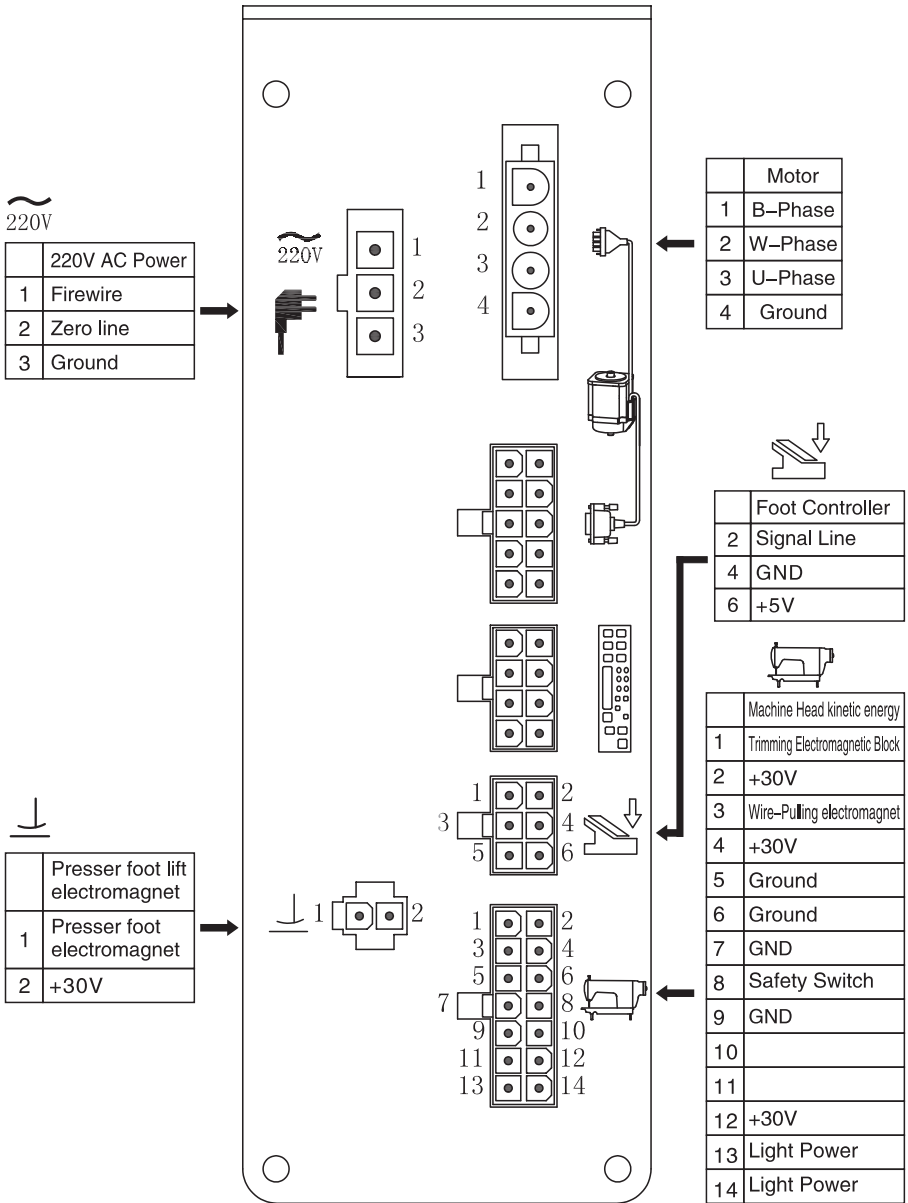 220V
220V AC Power
1 Firewire
2 Zero line
3 Ground
220V
1
2
3
1
2
3
4
Motor
1 B–Phase
2 W–Phase
3 U–Phase
4 Ground
Foot Controller
2 Signal Line
4 GND
6 +5V
1 2
3 4
5 6
Presser foot lift
electromagnet
1 Presser foot
electromagnet
2 +30V
1 2
1 2
3 4
5 6
7 8
9 10
11 12
13 14
Machine Head kinetic energy
1 Trimming Electromagnetic Block
2 +30V
3 Wire–Pulling electromagnet
4 +30V
5 Ground
6 Ground
7 GND
8 Safety Switch
9 GND
10
11
12 +30V
13 Light Power
14 Light Power